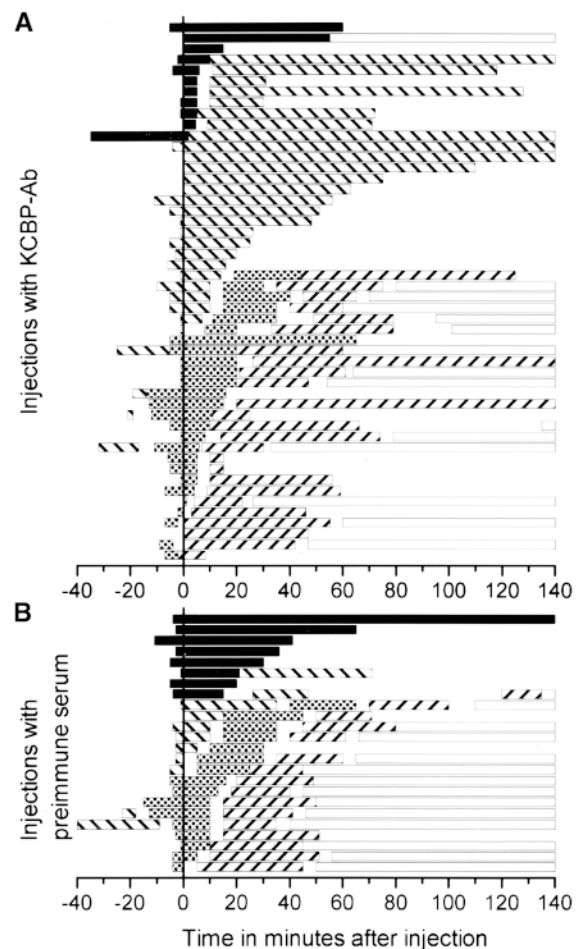 A
Injections with KCBP-Ab
-40 -20 0 20 40 60 80 100 120 140
B
Injections with
preimmune serum
-40 -20 0 20 40 60 80 100 120 140
Time in minutes after injection